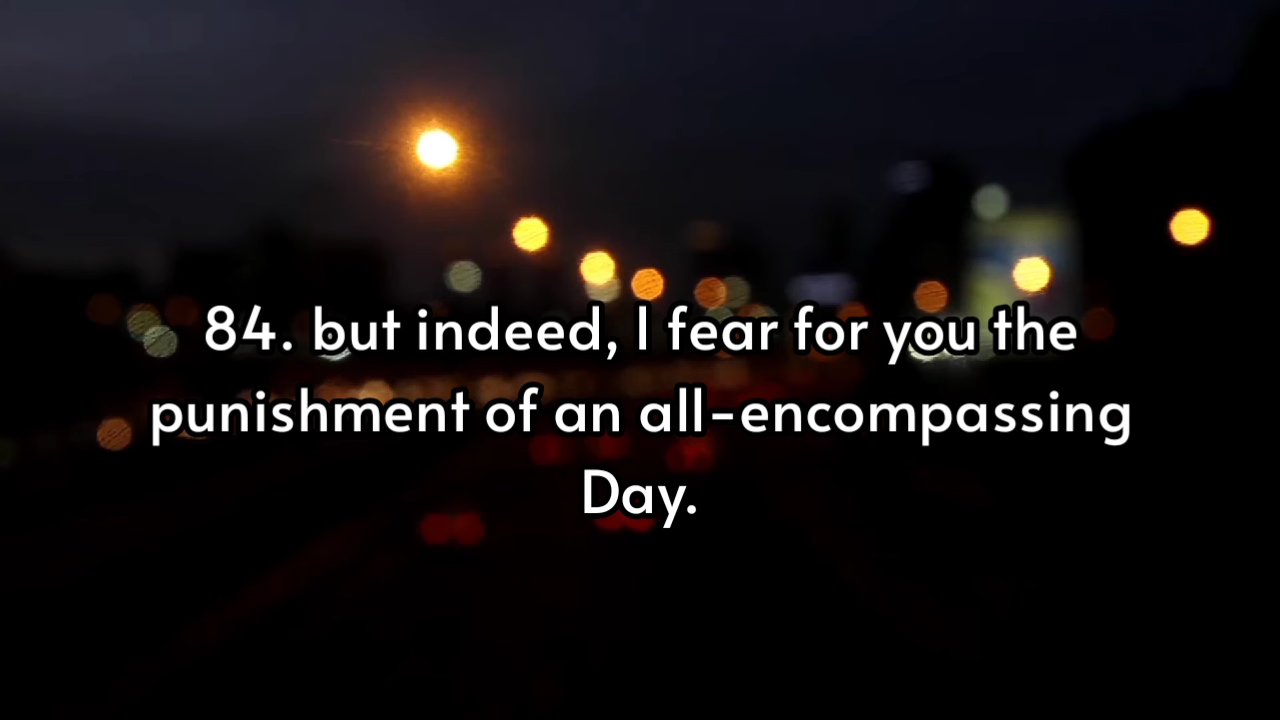 84. but indeed, I fear for you the
punishment of an all-encompassing
Day.